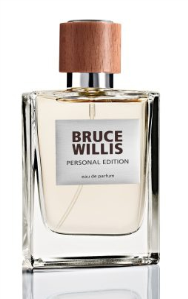 BRUCE
WILLIS
PERSONAL EDITION
eau de parfum